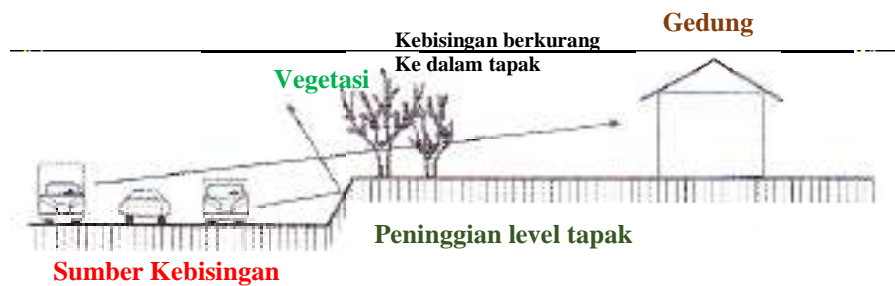 Gedung
Kebisingan berkurang
Ke dalam tapak
Vegetasi
Peninggian level tapak
Sumber Kebisingan